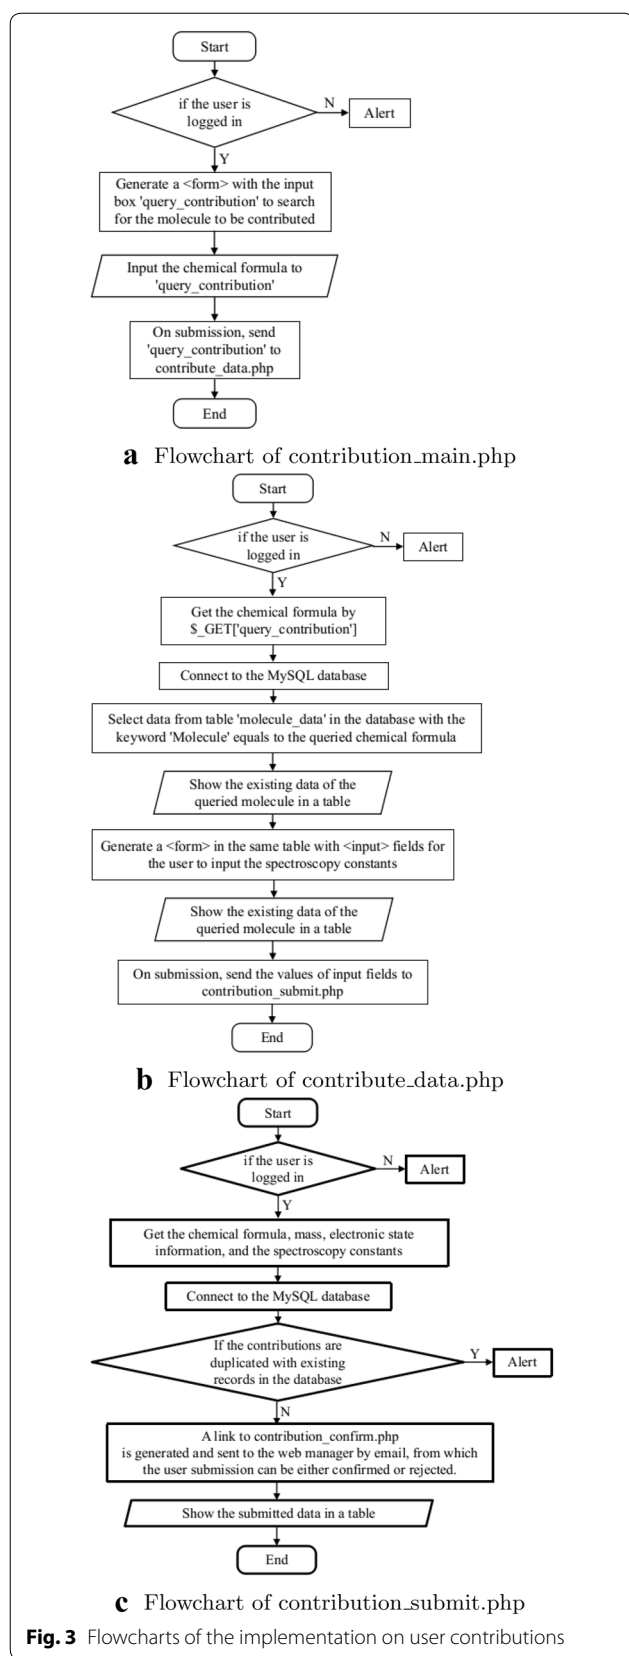 Start
if the user is
logged in
N
Alert
Y
Generate a <form> with the input
box 'query_contribution' to search
for the molecule to be contributed
Input the chemical formula to
'query_contribution'
On submission, send
'query_contribution' to
contribute_data.php
End
a Flowchart of contribution_main.php
Start
if the user is
logged in
N
Alert
Y
Get the chemical formula by
$_GET['query_contribution']
Connect to the MySQL database
Select data from table 'molecule_data' in the database with the
keyword 'Molecule' equals to the queried chemical formula
Show the existing data of the
queried molecule in a table
Generate a <form> in the same table with <input> fields for
the user to input the spectroscopy constants
Show the existing data of the
queried molecule in a table
On submission, send the values of input fields to
contribution_submit.php
End
b Flowchart of contribute_data.php
Start
if the user is
logged in
N
Alert
Y
Get the chemical formula, mass, electronic state
information, and the spectroscopy constants
Connect to the MySQL database
If the contributions are
duplicated with existing
records in the database
Y
Alert
N
A link to contribution_confirm.php
is generated and sent to the web manager by email, from which
the user submission can be either confirmed or rejected.
Show the submitted data in a table
End
c Flowchart of contribution_submit.php
Fig. 3 Flowcharts of the implementation on user contributions